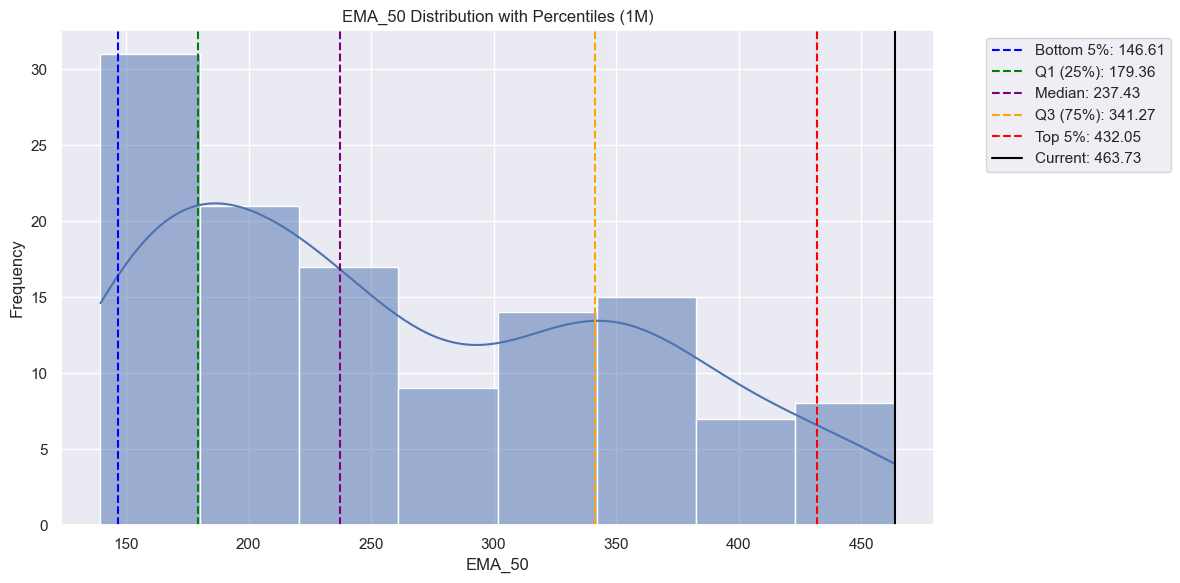 EMA_50 Distribution with Percentiles (1M)
Bottom 5%: 146.61
Q1 (25%): 179.36
Median: 237.43
Q3 (75%): 341.27
Top 5%: 432.05
Current: 463.73
Frequency
30
25
20
15
10
5
0
150 200 250 300 350 400 450
EMA_50